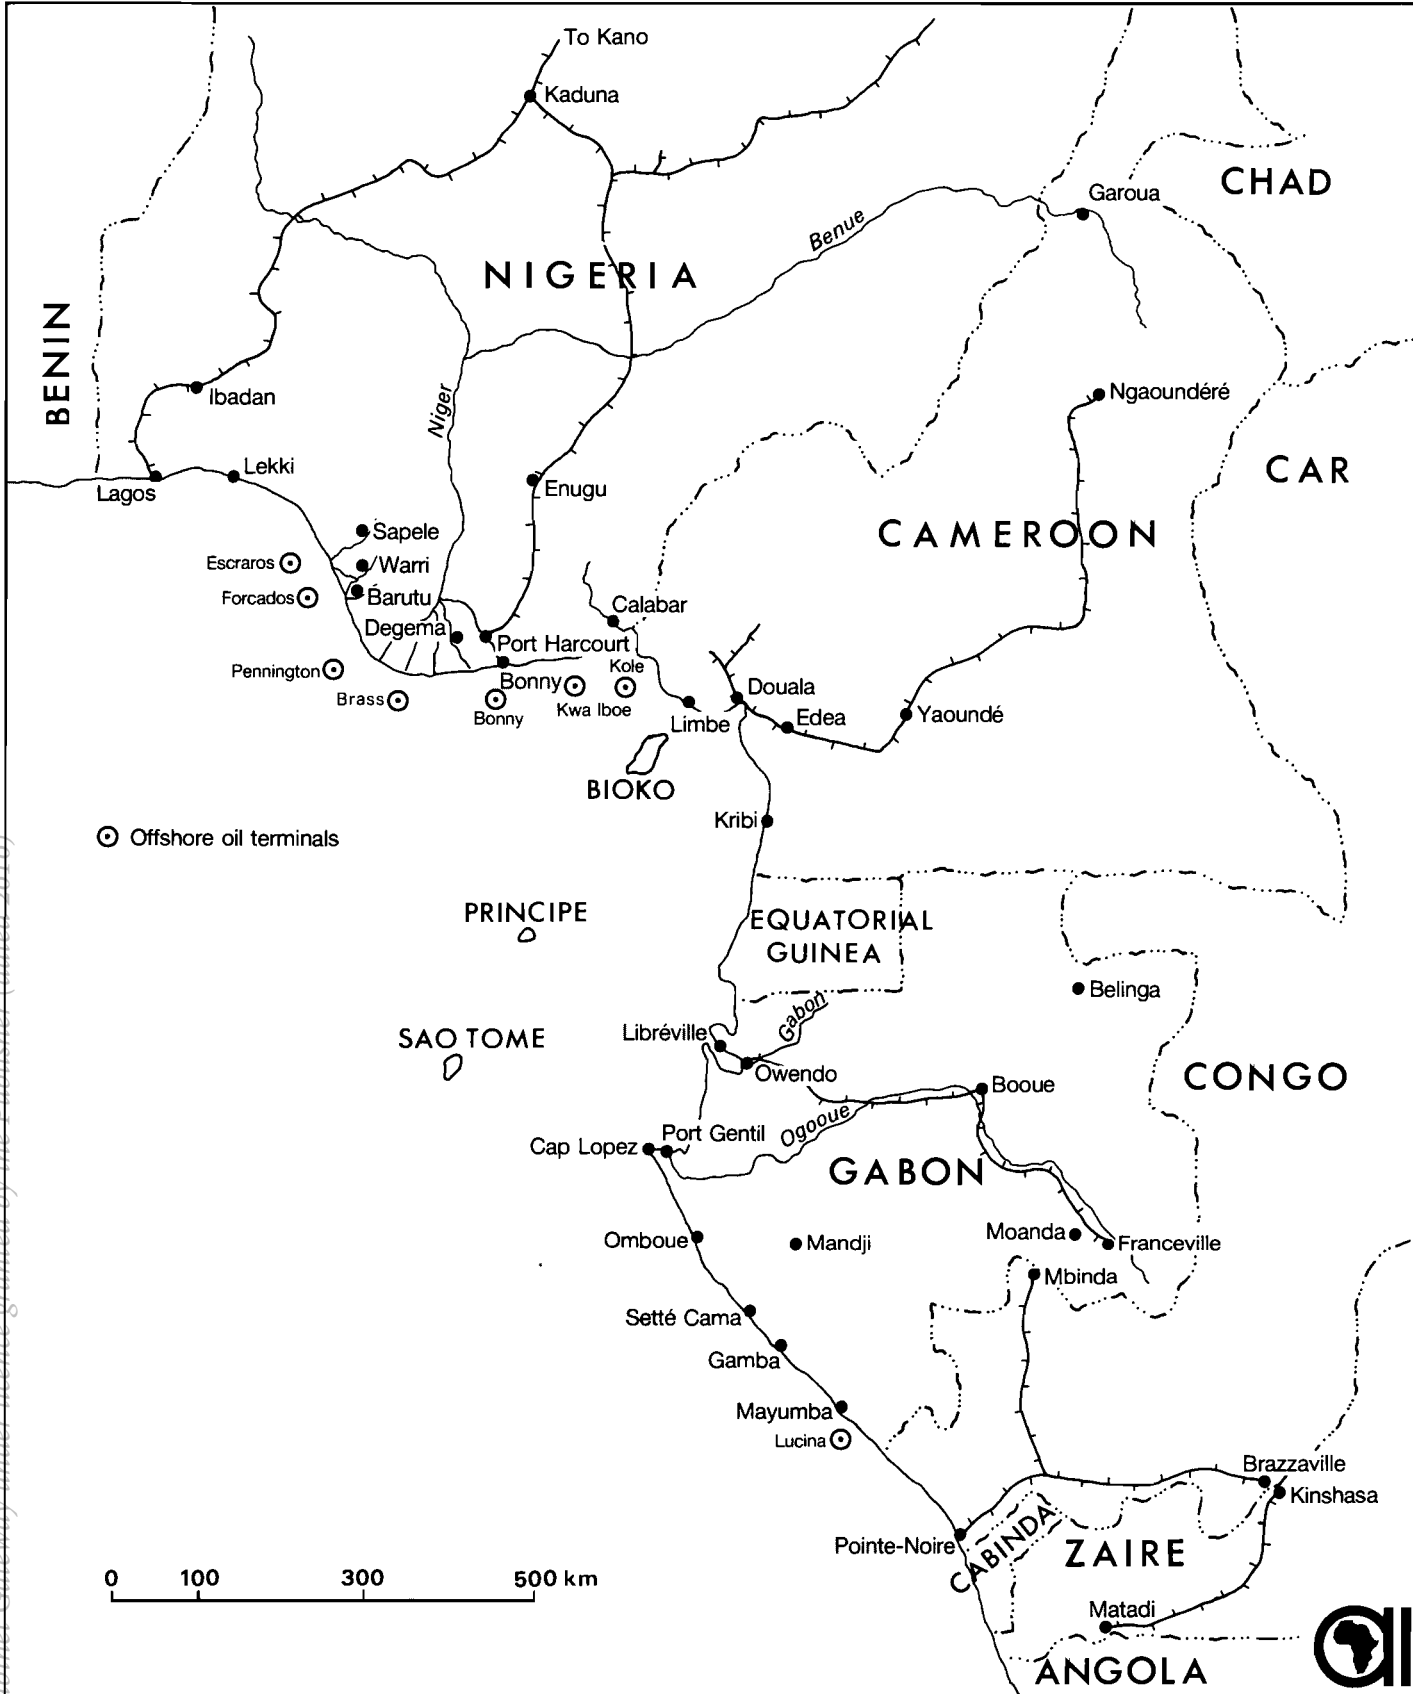 To Kano
Kaduna
CHAD
Garoua
Benue
NIGERIA
BENIN
Niger
Ibadan
Ngaoundéré
Lekki
Lagos
Enugu
CAR
CAMEROON
Sapele
Escraros
Warri
Forcados
Barutu
Calabar
Degema
Port Harcourt
Kole
Pennington
Bonny
Brass
Bonny
Kwa Iboe
Limbe
Douala
Edea
Yaoundé
BIOKO
Kribi
Offshore oil terminals
PRINCIPE
EQUATORIAL
GUINEA
Belinga
Gabon
Libréville
SAO TOME
Owendo
CONGO
Booue
Ogooue
Port Gentil
Cap Lopez
GABON
Omboue
Mandji
Moanda
Franceville
Mbinda
Setté Cama
Gamba
Mayumba
Lucina
Brazzaville
Kinshasa
Pointe-Noire
CABINDA
ZAIRE
0 100 300 500 km
Matadi
ANGOLA